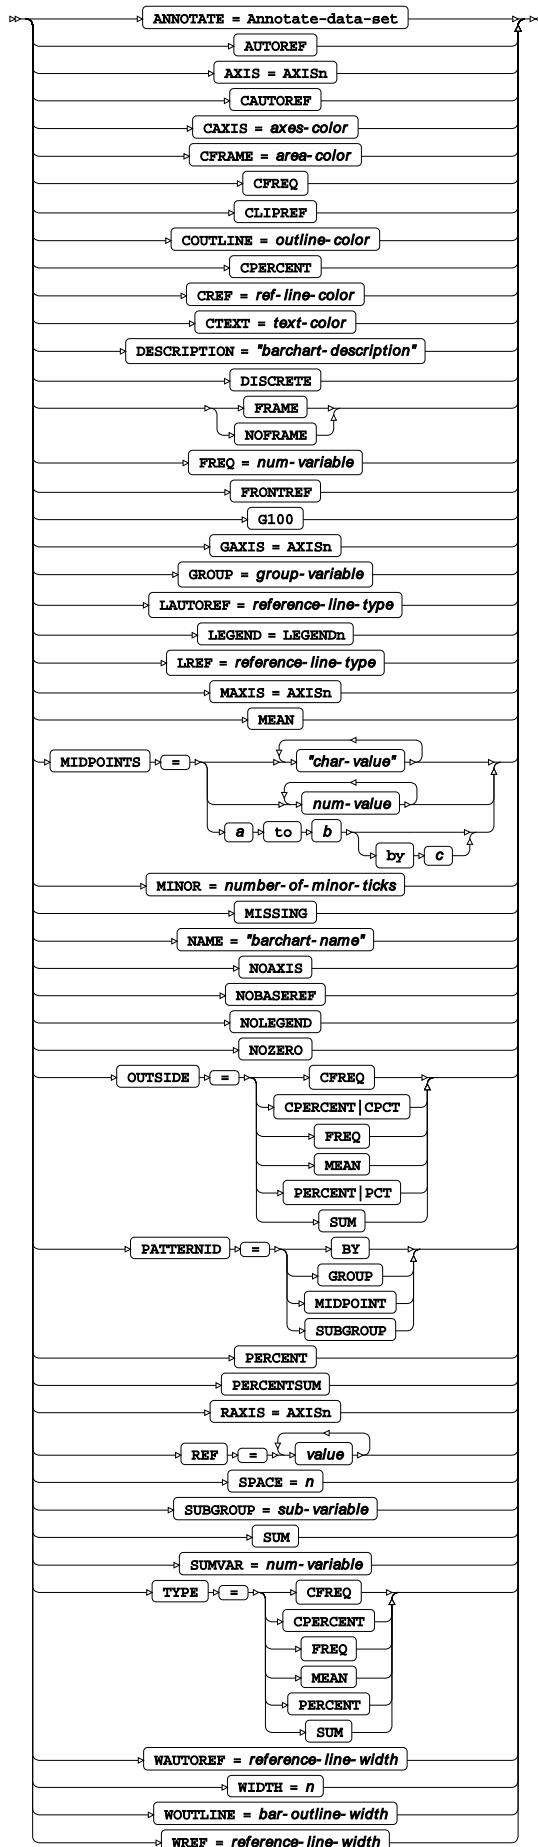 ANNOTATE = Annotate-data-set
AUTOREF
AXIS = AXISn
CAUTOREF
CAXIS = axes-color
CFRAME = area-color
CFREQ
CLIPREF
COUTLINE = outline-color
CPERCENT
CREF = ref-line-color
CTEXT = text-color
DESCRIPTION = "barchart-description"
DISCRETE
FRAME
NOFRAME
FREQ = num-variable
FRONTREF
G100
GAXIS = AXISn
GROUP = group-variable
LAUTOREF = reference-line-type
LEGEND = LEGENDn
LREF = reference-line-type
MAXIS = AXISn
MEAN
MIDPOINTS = "char-value"
num-value
a to b
by c
MINOR = number-of-minor-ticks
MISSING
NAME = "barchart-name"
NOAXIS
NOBASEREF
NOLEGEND
NOZERO
OUTSIDE = CFREQ
CPERCENT|CPCT
FREQ
MEAN
PERCENT|PCT
SUM
PATTERNID = BY
GROUP
MIDPOINT
SUBGROUP
PERCENT
PERCENTSUM
RAXIS = AXISn
REF = value
SPACE = n
SUBGROUP = sub-variable
SUM
SUMVAR = num-variable
TYPE = CFREQ
CPERCENT
FREQ
MEAN
PERCENT
SUM
WAUTOREF = reference-line-width
WIDTH = n
WOUTLINE = bar-outline-width
WREF = reference-line-width